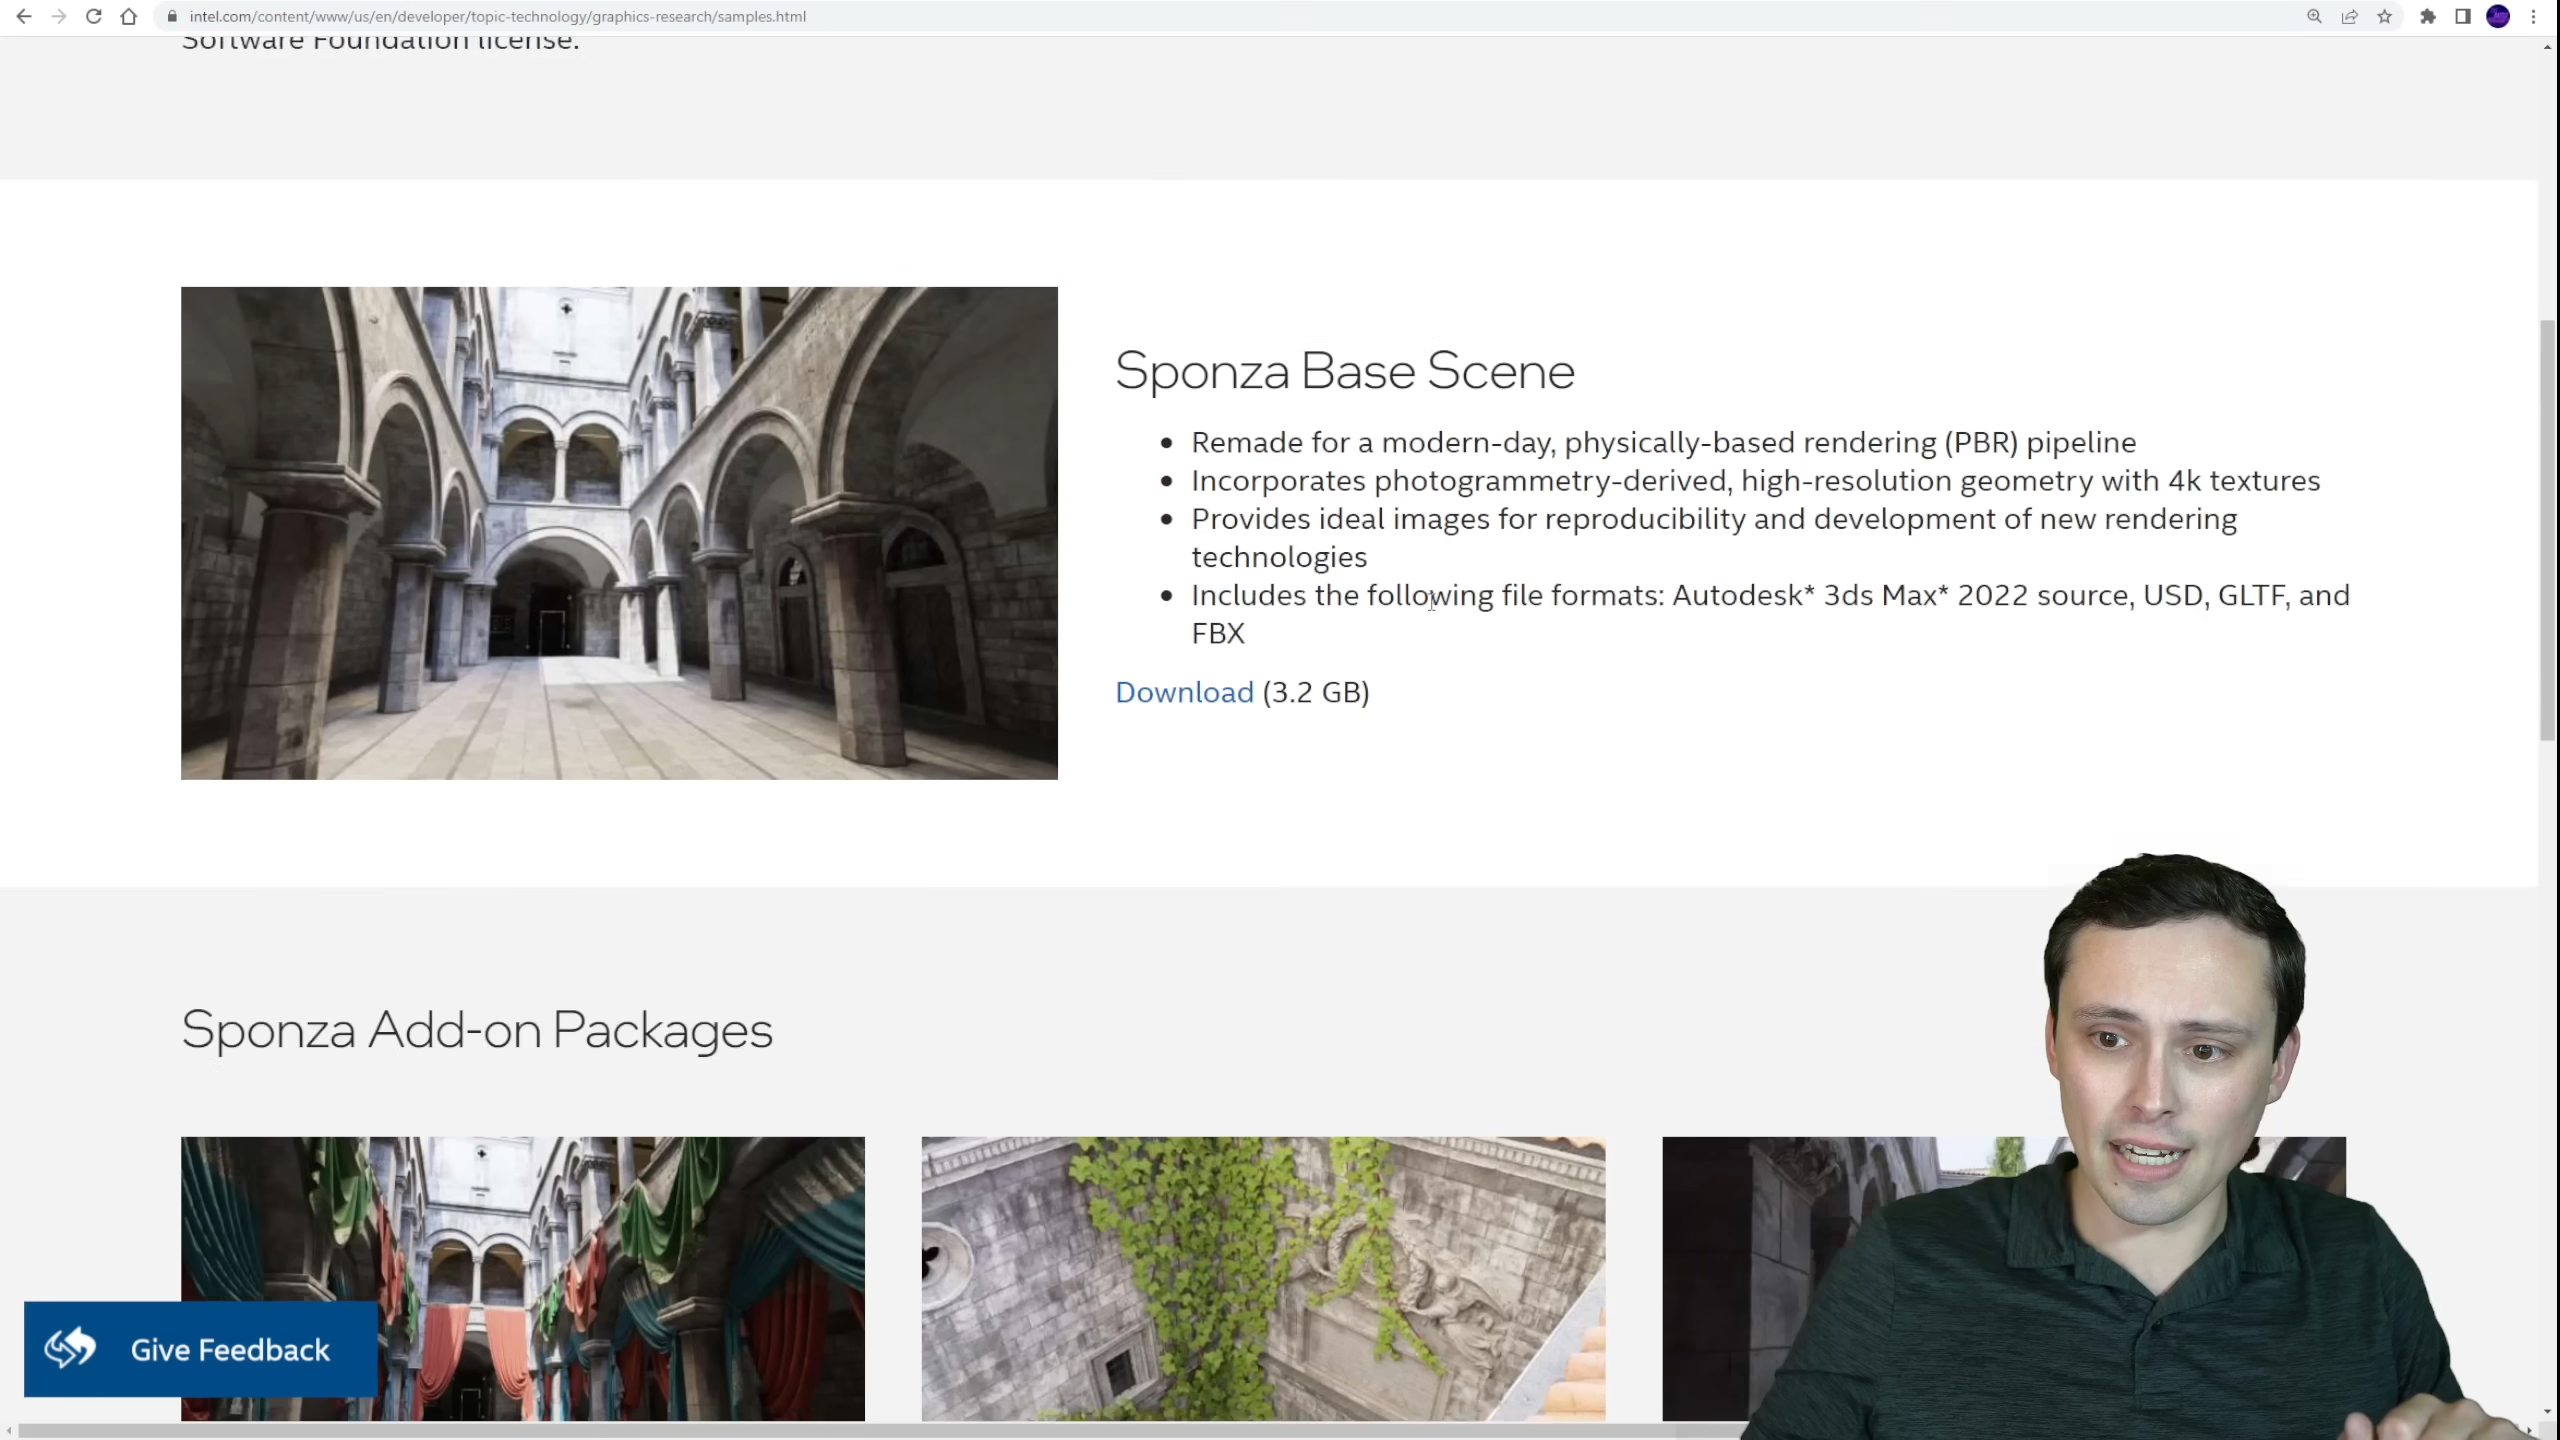 intel.com/content/www/us/en/developer/topic-technology/graphics-research/samples.html
Software Foundation license.
Sponza Base Scene
Remade for a modern-day, physically-based rendering (PBR) pipeline
Incorporates photogrammetry-derived, high-resolution geometry with 4k textures
Provides ideal images for reproducibility and development of new rendering
technologies
Includes the following file formats: Autodesk* 3ds Max* 2022 source, USD, GLTF, and
FBX
Download (3.2 GB)
Sponza Add-on Packages
Give Feedback